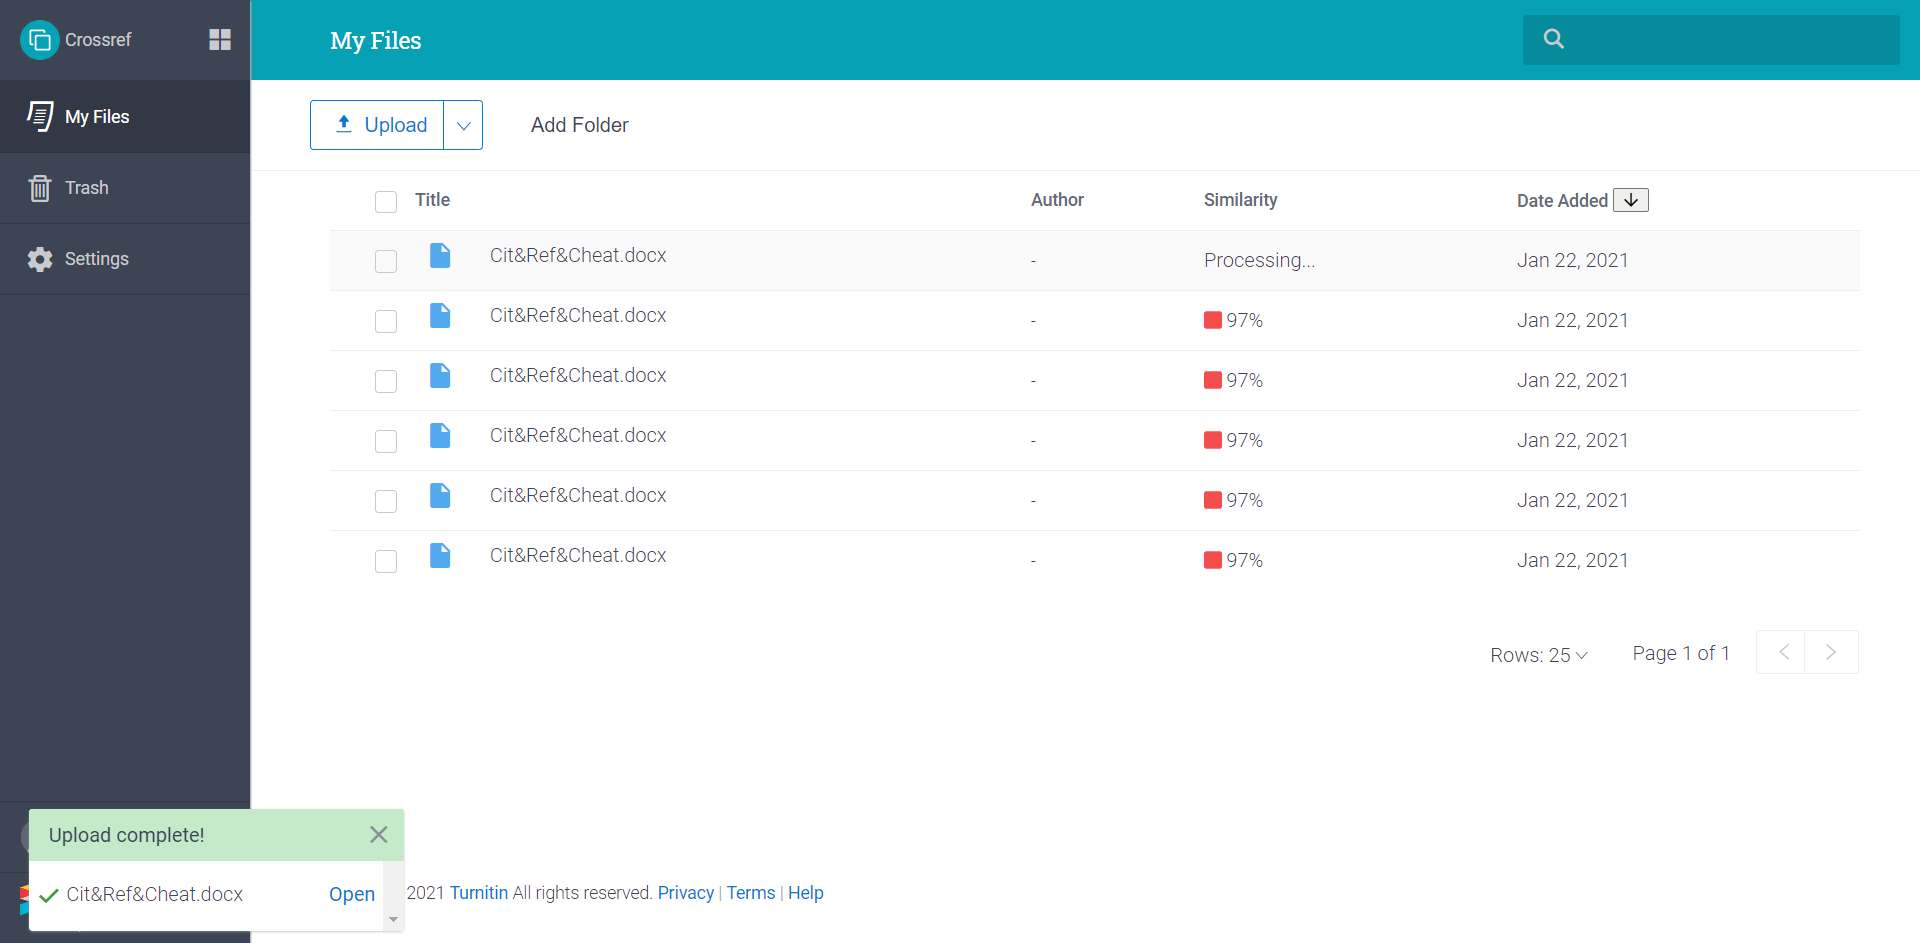 Crossref
My Files
My Files
Trash
Settings
Upload
Add Folder
Title Author Similarity Date Added
Cit&Ref&Cheat.docx - Processing... Jan 22, 2021
Cit&Ref&Cheat.docx - 97% Jan 22, 2021
Cit&Ref&Cheat.docx - 97% Jan 22, 2021
Cit&Ref&Cheat.docx - 97% Jan 22, 2021
Cit&Ref&Cheat.docx - 97% Jan 22, 2021
Cit&Ref&Cheat.docx - 97% Jan 22, 2021
Rows: 25 Page 1 of 1
Upload complete!
Cit&Ref&Cheat.docx Open
2021 Turnitin All rights reserved. Privacy | Terms | Help